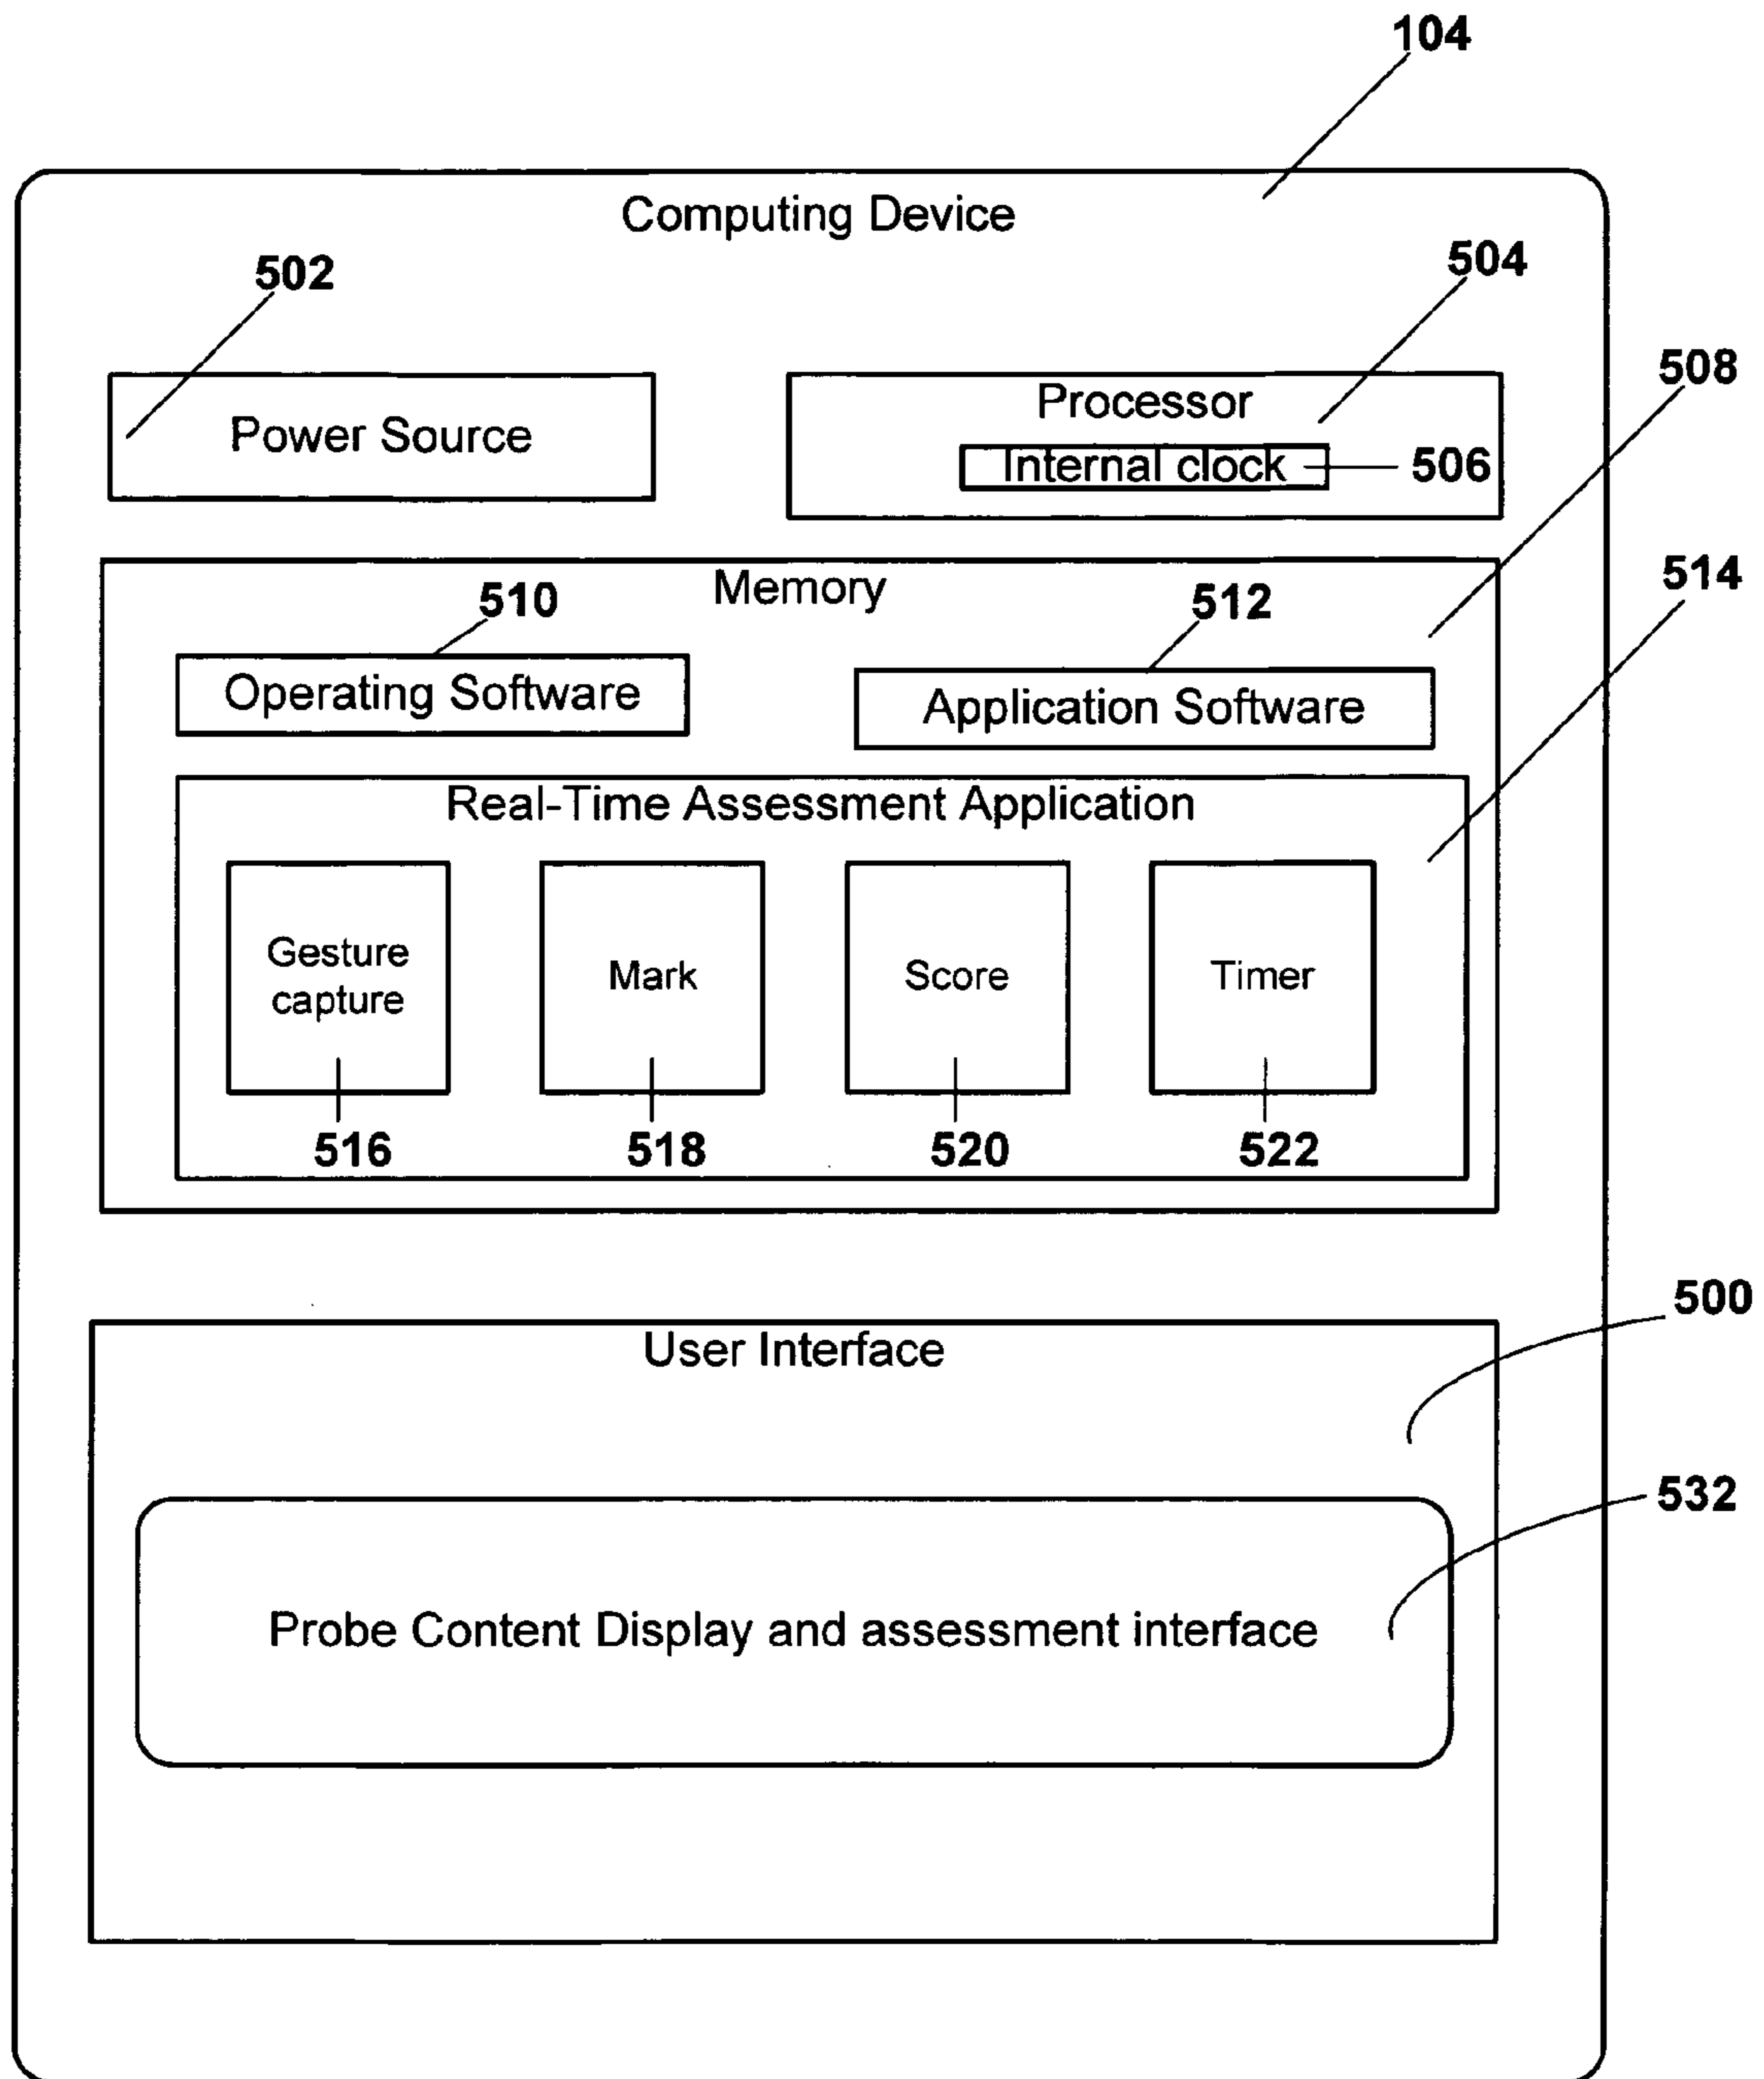 104
Computing Device
502
504
508
Power Source
Processor
Internal clock
506
514
Memory
510
512
Operating Software
Application Software
Real-Time Assessment Application
Gesture
capture
Mark
Score
Timer
516
518
520
522
500
User Interface
532
Probe Content Display and assessment interface